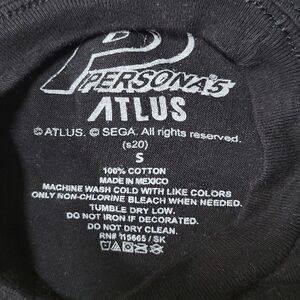 P
PERSONA5
ATLUS
© ATLUS. © SEGA. All rights reserved.
(s20)
S
100% COTTON
MADE IN MEXICO
MACHINE WASH COLD WITH LIKE COLORS
ONLY NON-CHLORINE BLEACH WHEN NEEDED.
TUMBLE DRY LOW.
DO NOT IRON IF DECORATED.
DO NOT DRY CLEAN.
RN# 115665 / SK